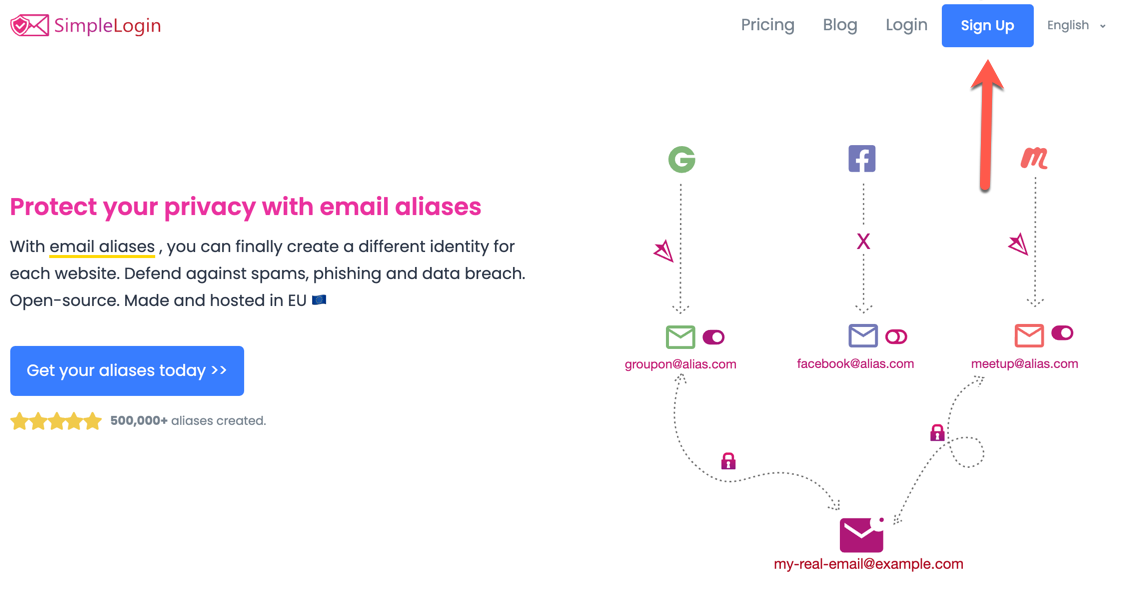 SimpleLogin
Pricing
Blog
Login
Sign Up
English
Protect your privacy with email aliases
With email aliases , you can finally create a different identity for
each website. Defend against spams, phishing and data breach.
Open-source. Made and hosted in EU
Get your aliases today >>
500,000+ aliases created.
X
groupon@alias.com
facebook@alias.com
meetup@alias.com
my-real-email@example.com